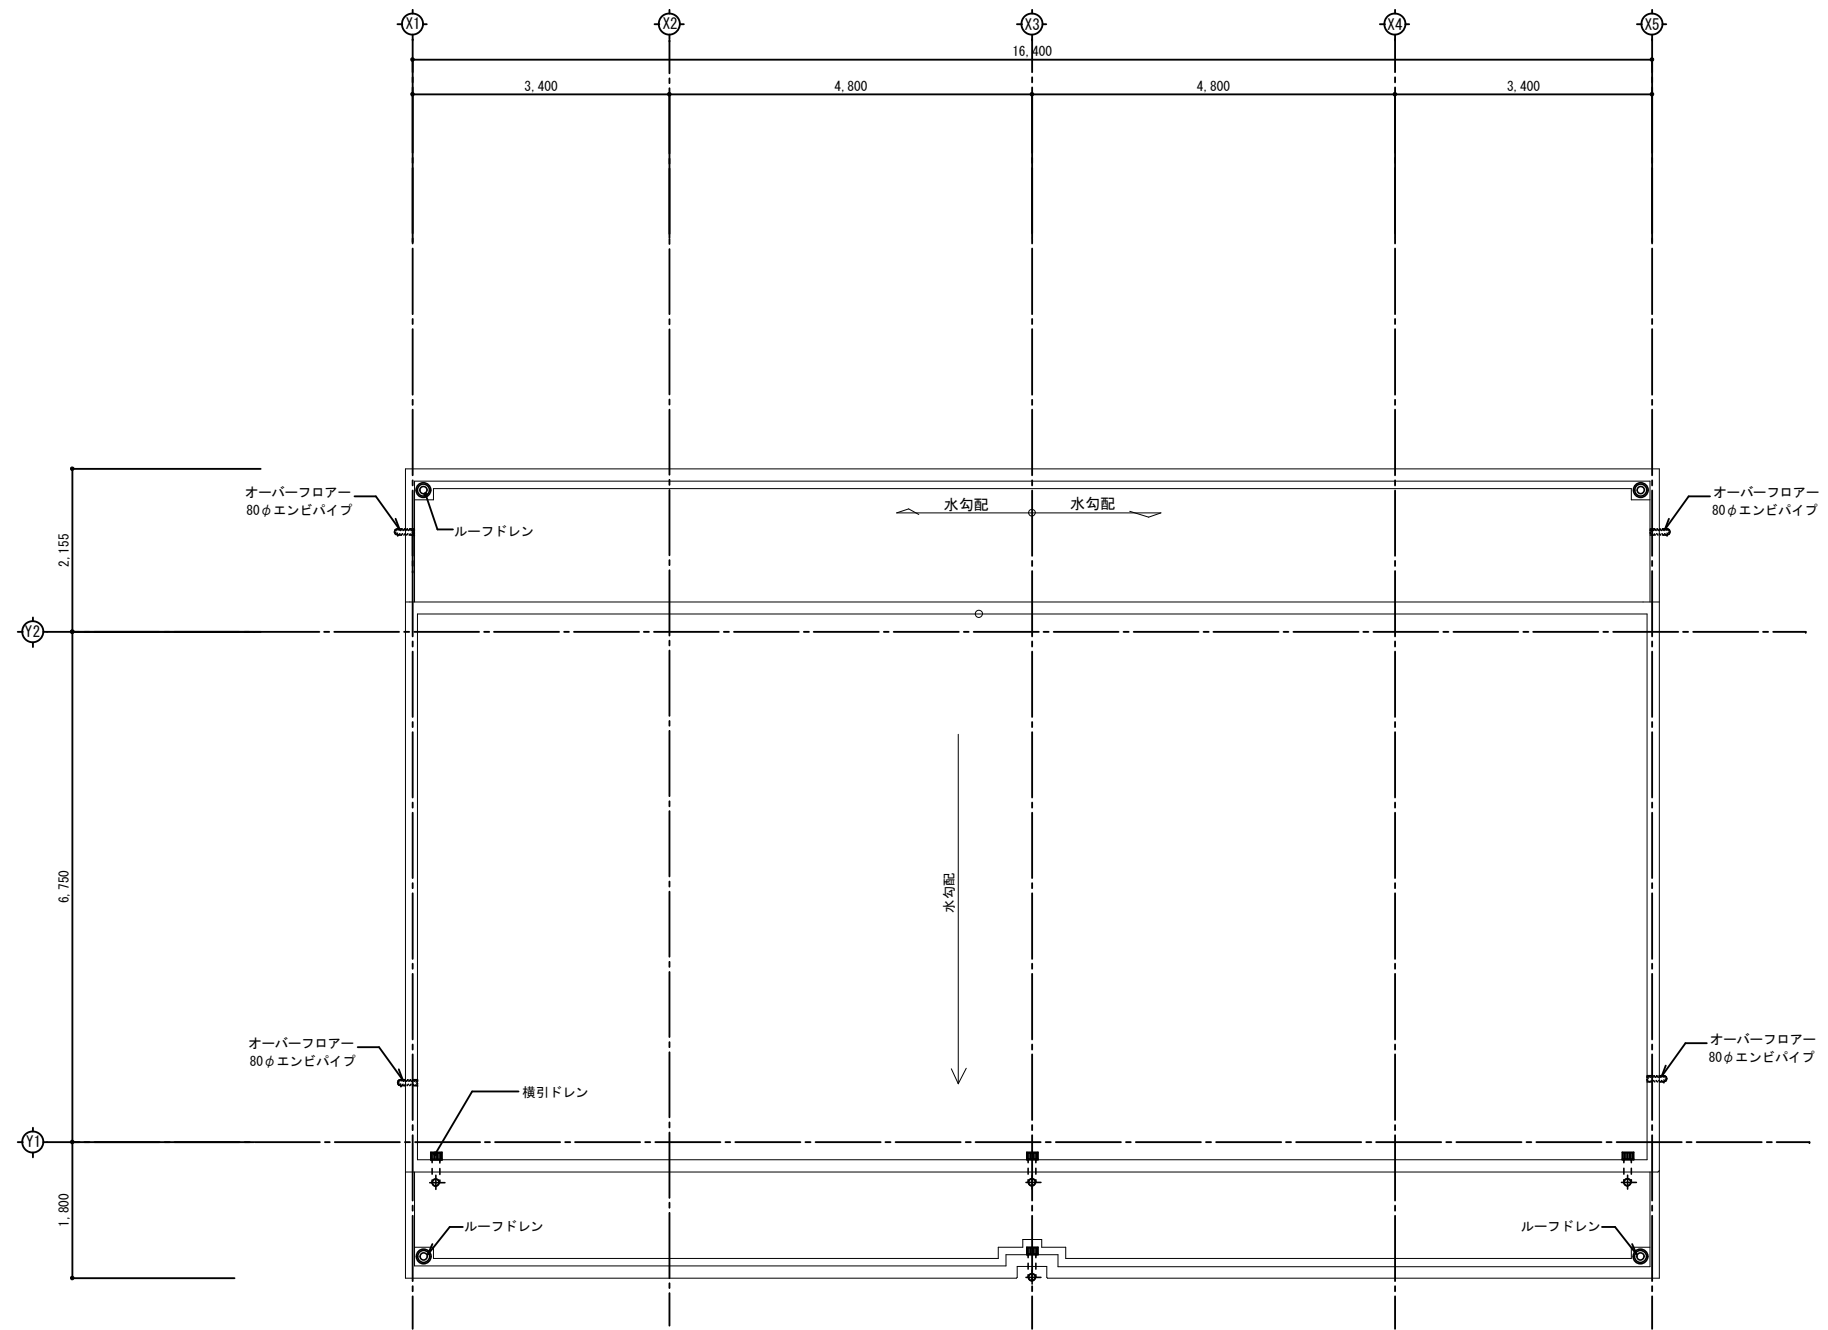 X1
X2
X3
X4
X5
16,400
3,400
4,800
4,800
3,400
オーバーフロアー
80φエンビパイプ
ルーフドレン
水勾配
水勾配
オーバーフロアー
80φエンビパイプ
2,155
Y2
6,750
水勾配
オーバーフロアー
80φエンビパイプ
オーバーフロアー
80φエンビパイプ
横引ドレン
Y1
1,800
ルーフドレン
ルーフドレン